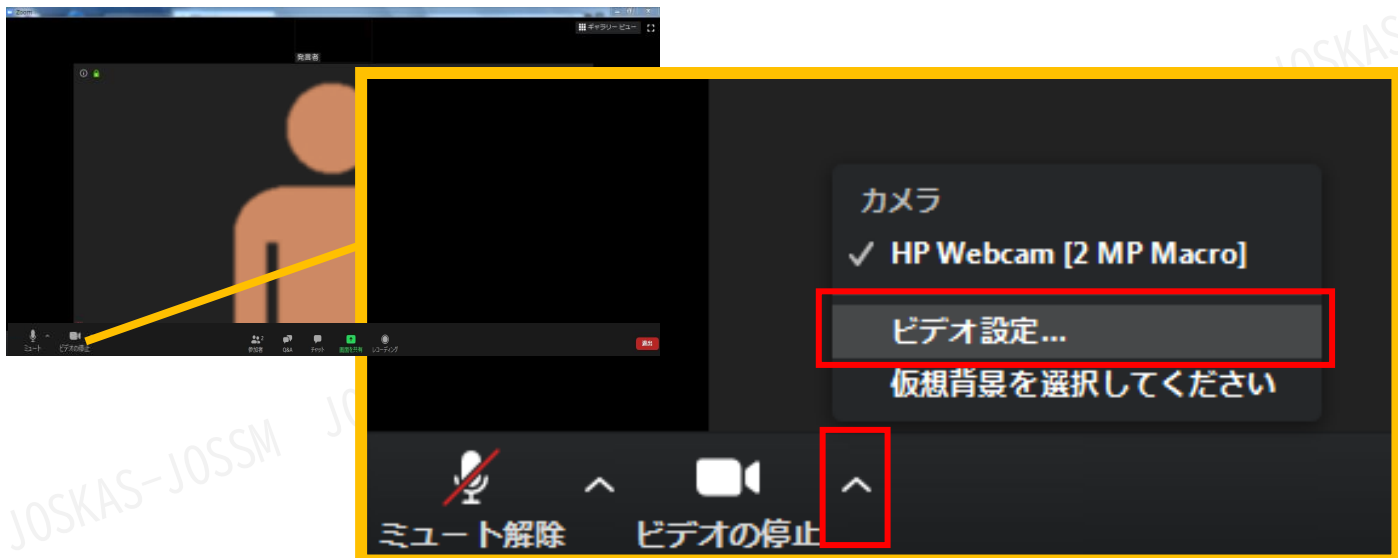 Zoom
ギャラリー ビュー
発言者
ミュート
ビデオの停止
参加者 2
Q&A
チャット
画面を共有
レコーディング
退出
カメラ
✓ HP Webcam [2 MP Macro]
ビデオ設定...
仮想背景を選択してください
ミュート解除
ビデオの停止
JOSKAS
JOSKAS-JOSSM
JO